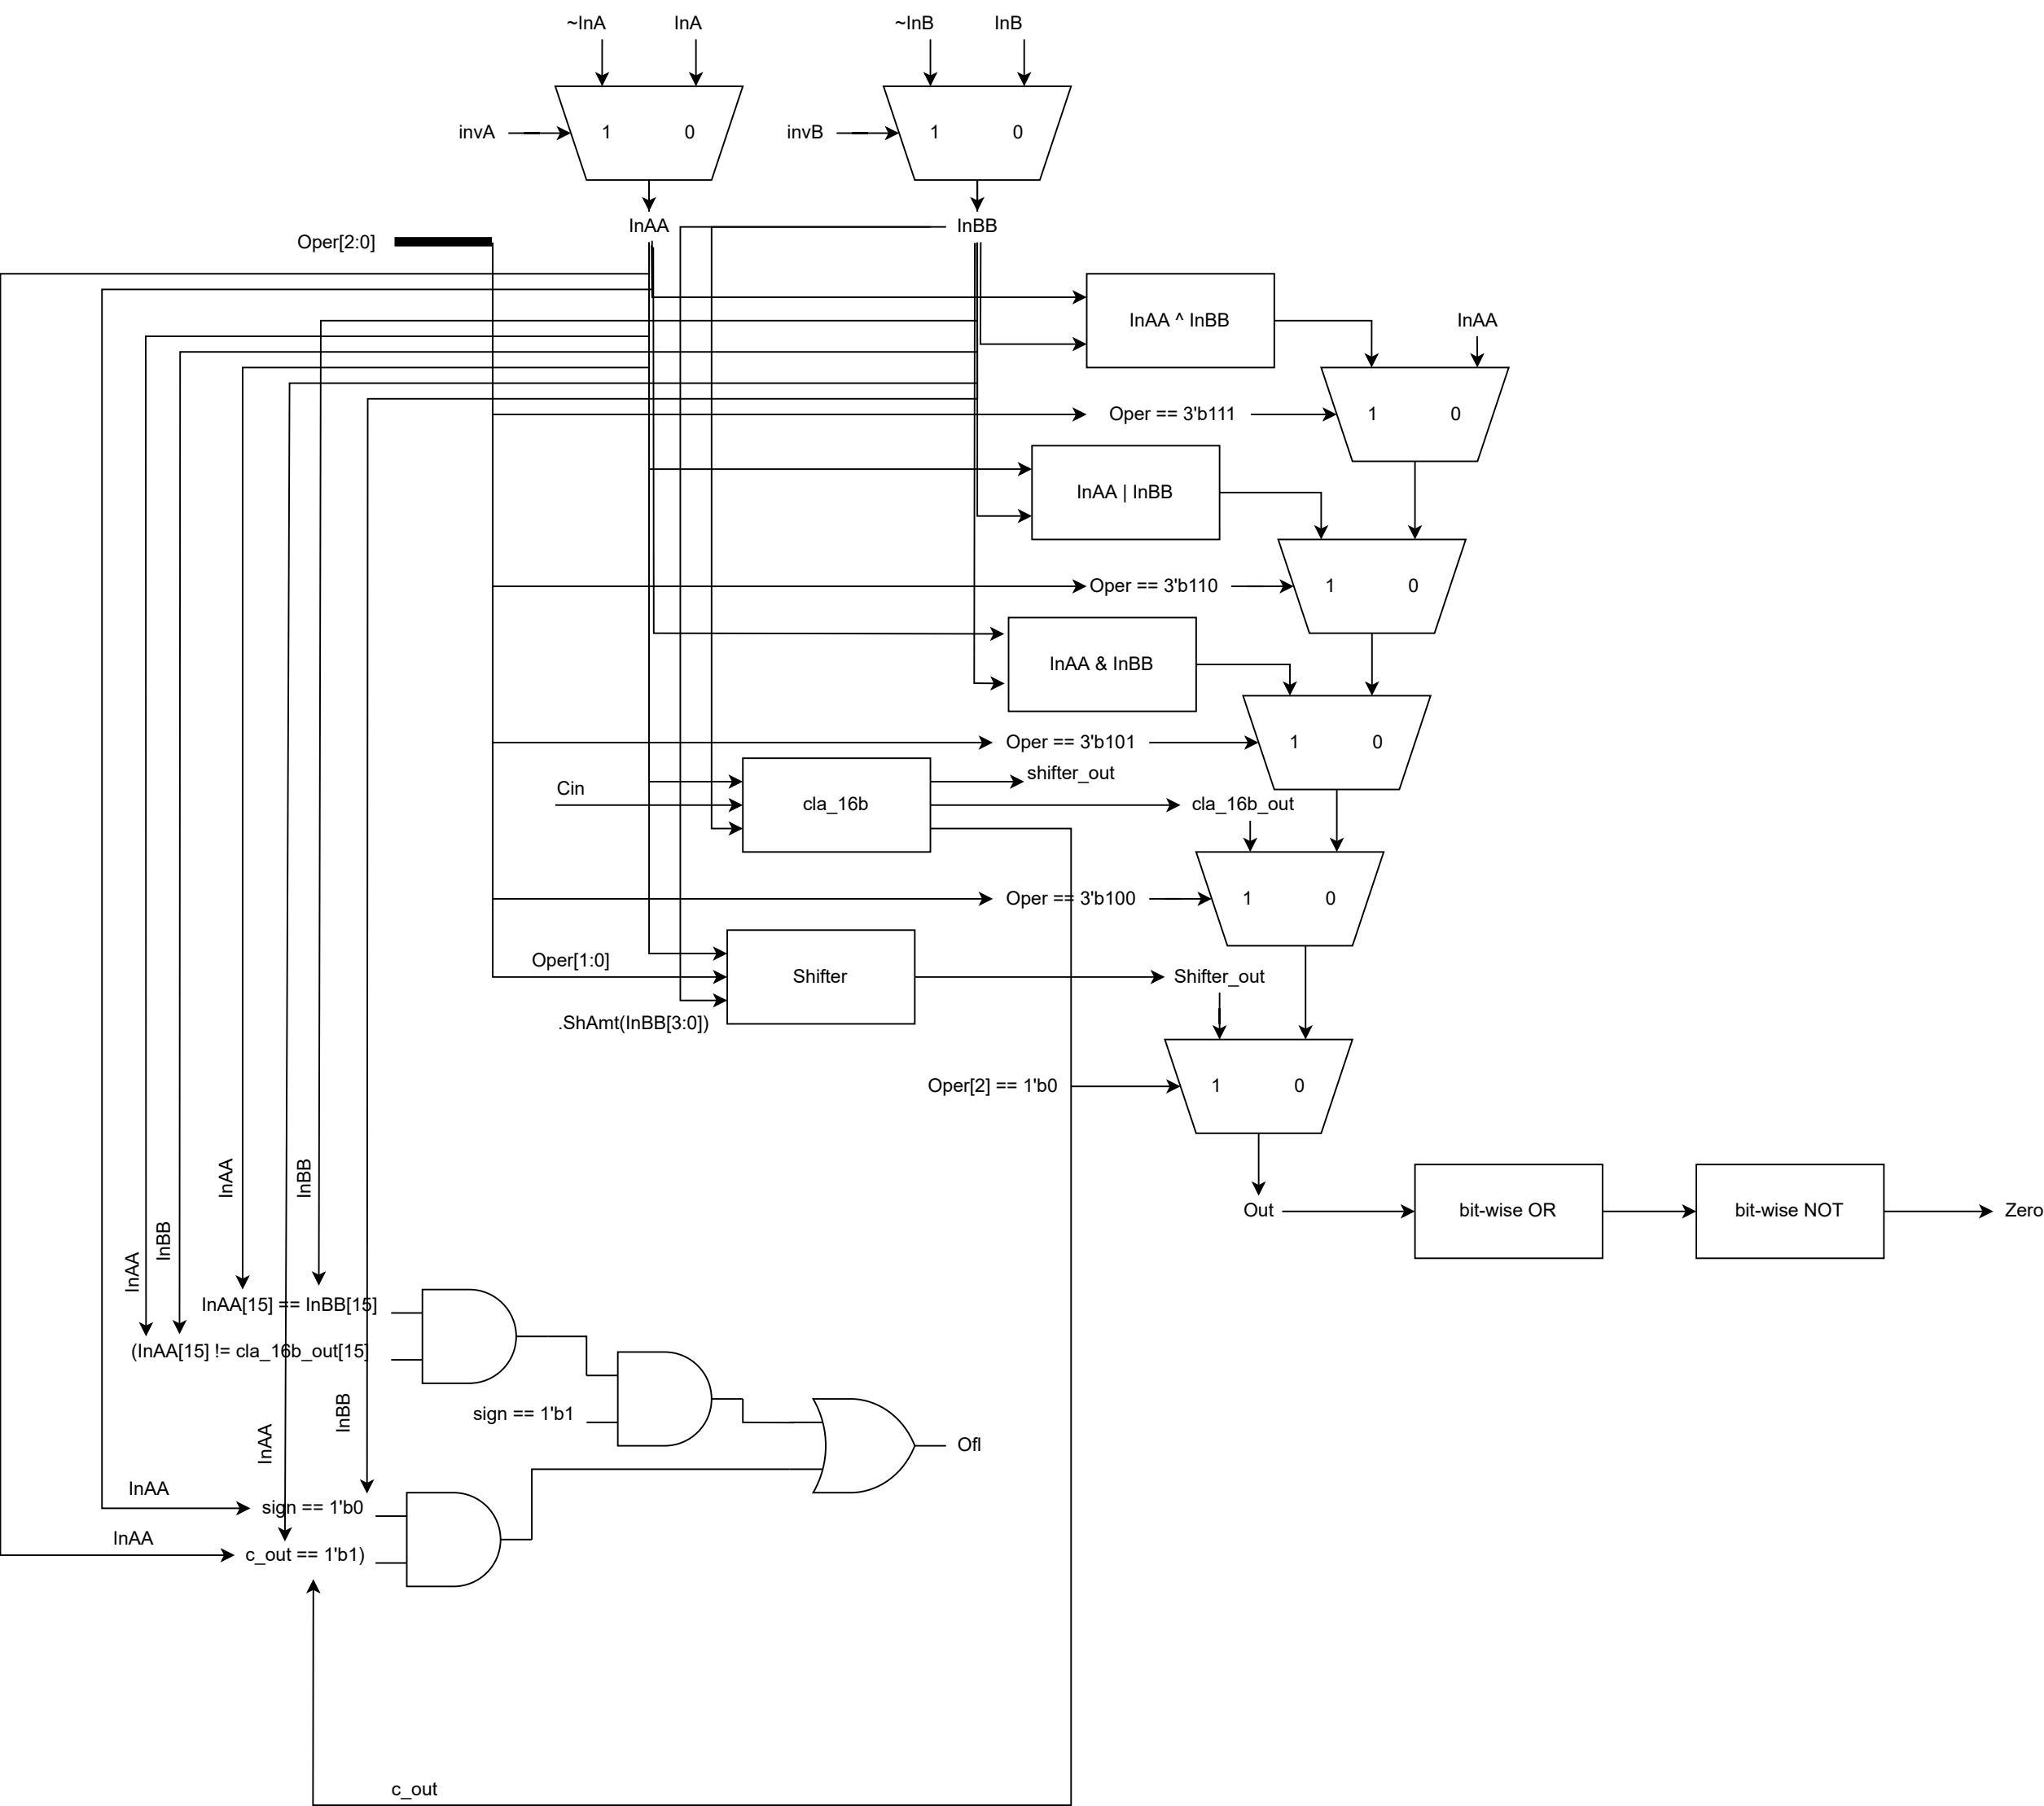 ~InA
InA
~InB
InB
invA
1
0
invB
1
0
InAA
InBB
Oper[2:0]
InAA ^ InBB
InAA
Oper == 3'b111
1
0
InAA | InBB
Oper == 3'b110
1
0
InAA & InBB
Oper == 3'b101
1
0
shifter_out
Cin
cla_16b
cla_16b_out
Oper == 3'b100
1
0
Oper[1:0]
Shifter
Shifter_out
.ShAmt(InBB[3:0])
Oper[2] == 1'b0
1
0
InAA
InBB
Out
bit-wise OR
bit-wise NOT
Zero
InAA
InBB
InAA[15] == InBB[15]
(InAA[15] != cla_16b_out[15]
InBB
sign == 1'b1
InAA
Ofl
InAA
sign == 1'b0
InAA
c_out == 1'b1)
c_out